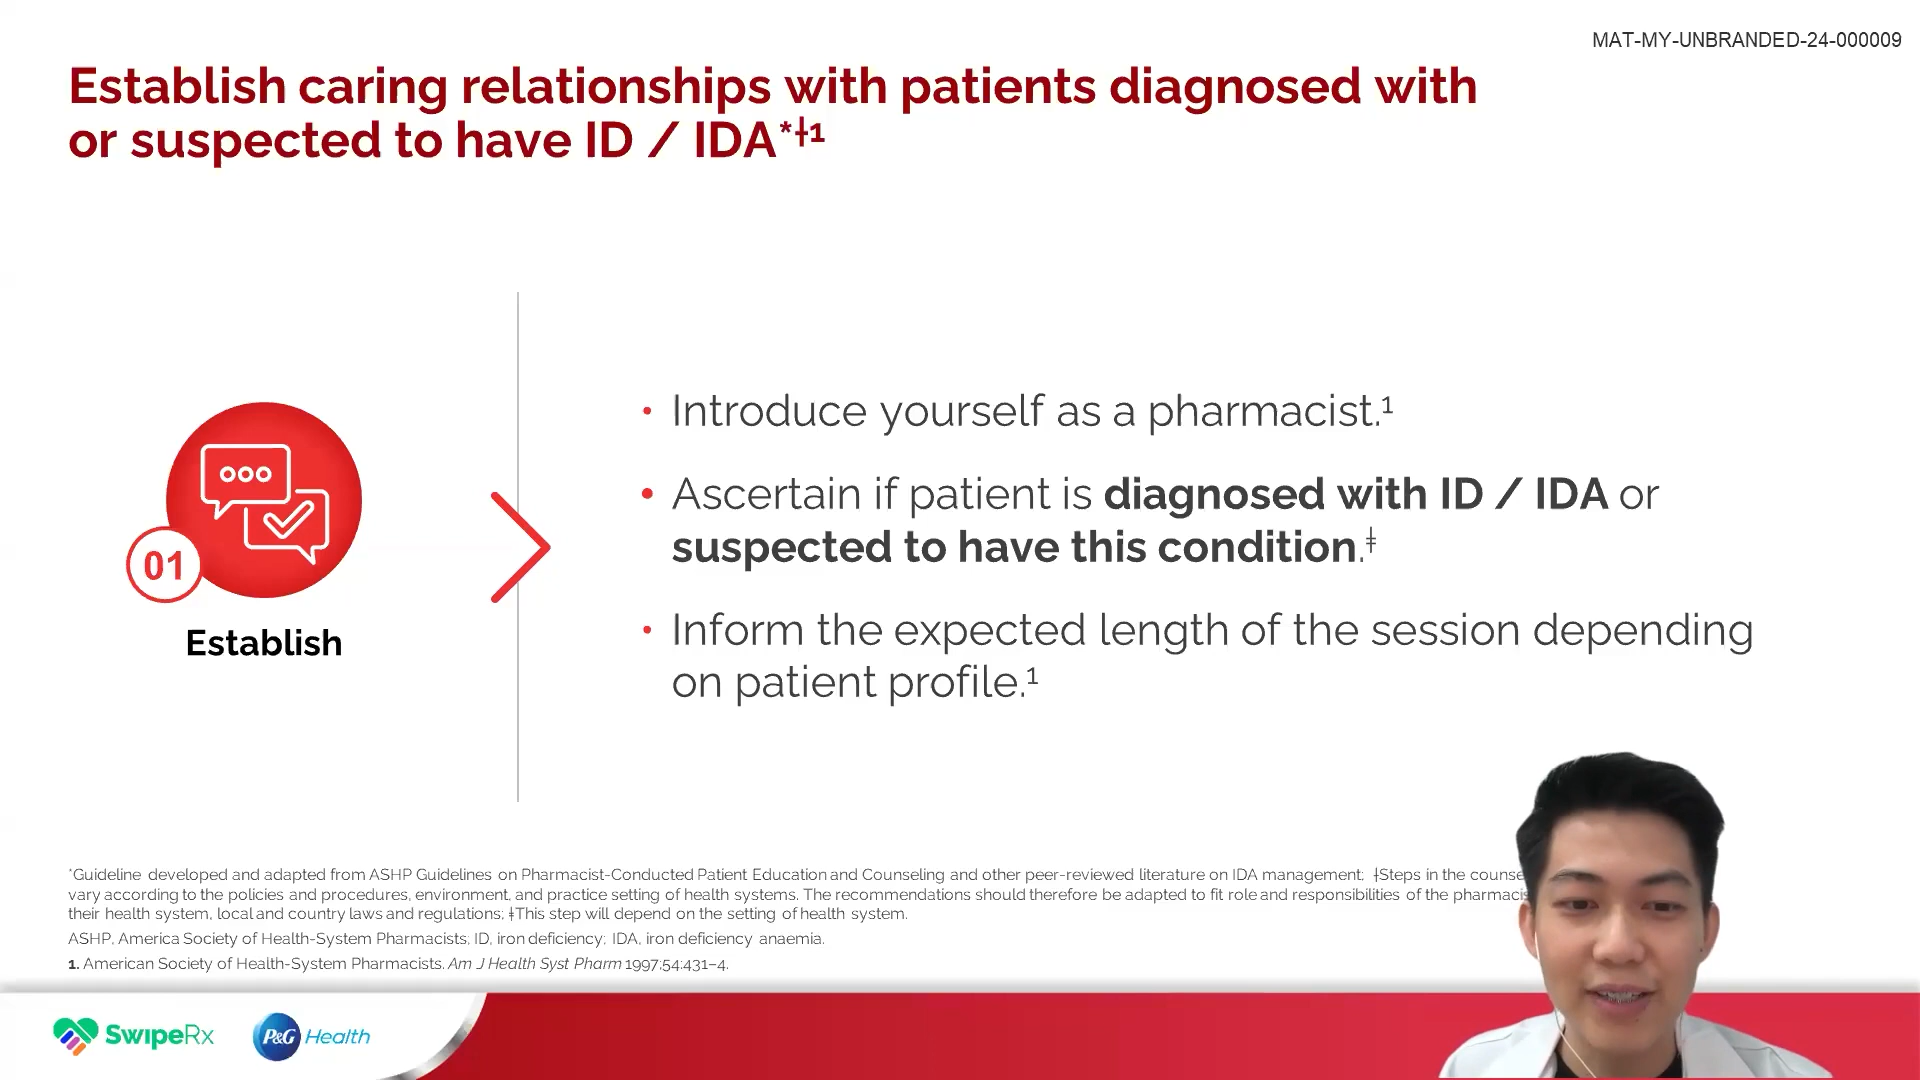 MAT-MY-UNBRANDED-24-000009
Establish caring relationships with patients diagnosed with
or suspected to have ID / IDA*ƚ1
• Introduce yourself as a pharmacist.1
• Ascertain if patient is diagnosed with ID / IDA or
suspected to have this condition.ǂ
• Inform the expected length of the session depending
on patient profile.1
01
Establish
*Guideline developed and adapted from ASHP Guidelines on Pharmacist-Conducted Patient Education and Counseling and other peer-reviewed literature on IDA management; ƚSteps in the
vary according to the policies and procedures, environment, and practice setting of health systems. The recommendations should therefore be adapted to fit role and responsibilities of the
their health system, local and country laws and regulations; ǂThis step will depend on the setting of health system.
ASHP, America Society of Health-System Pharmacists; ID, iron deficiency; IDA, iron deficiency anaemia.
1. American Society of Health-System Pharmacists. Am J Health Syst Pharm 1997;54:431–4.
SwipeRx
P&G Health